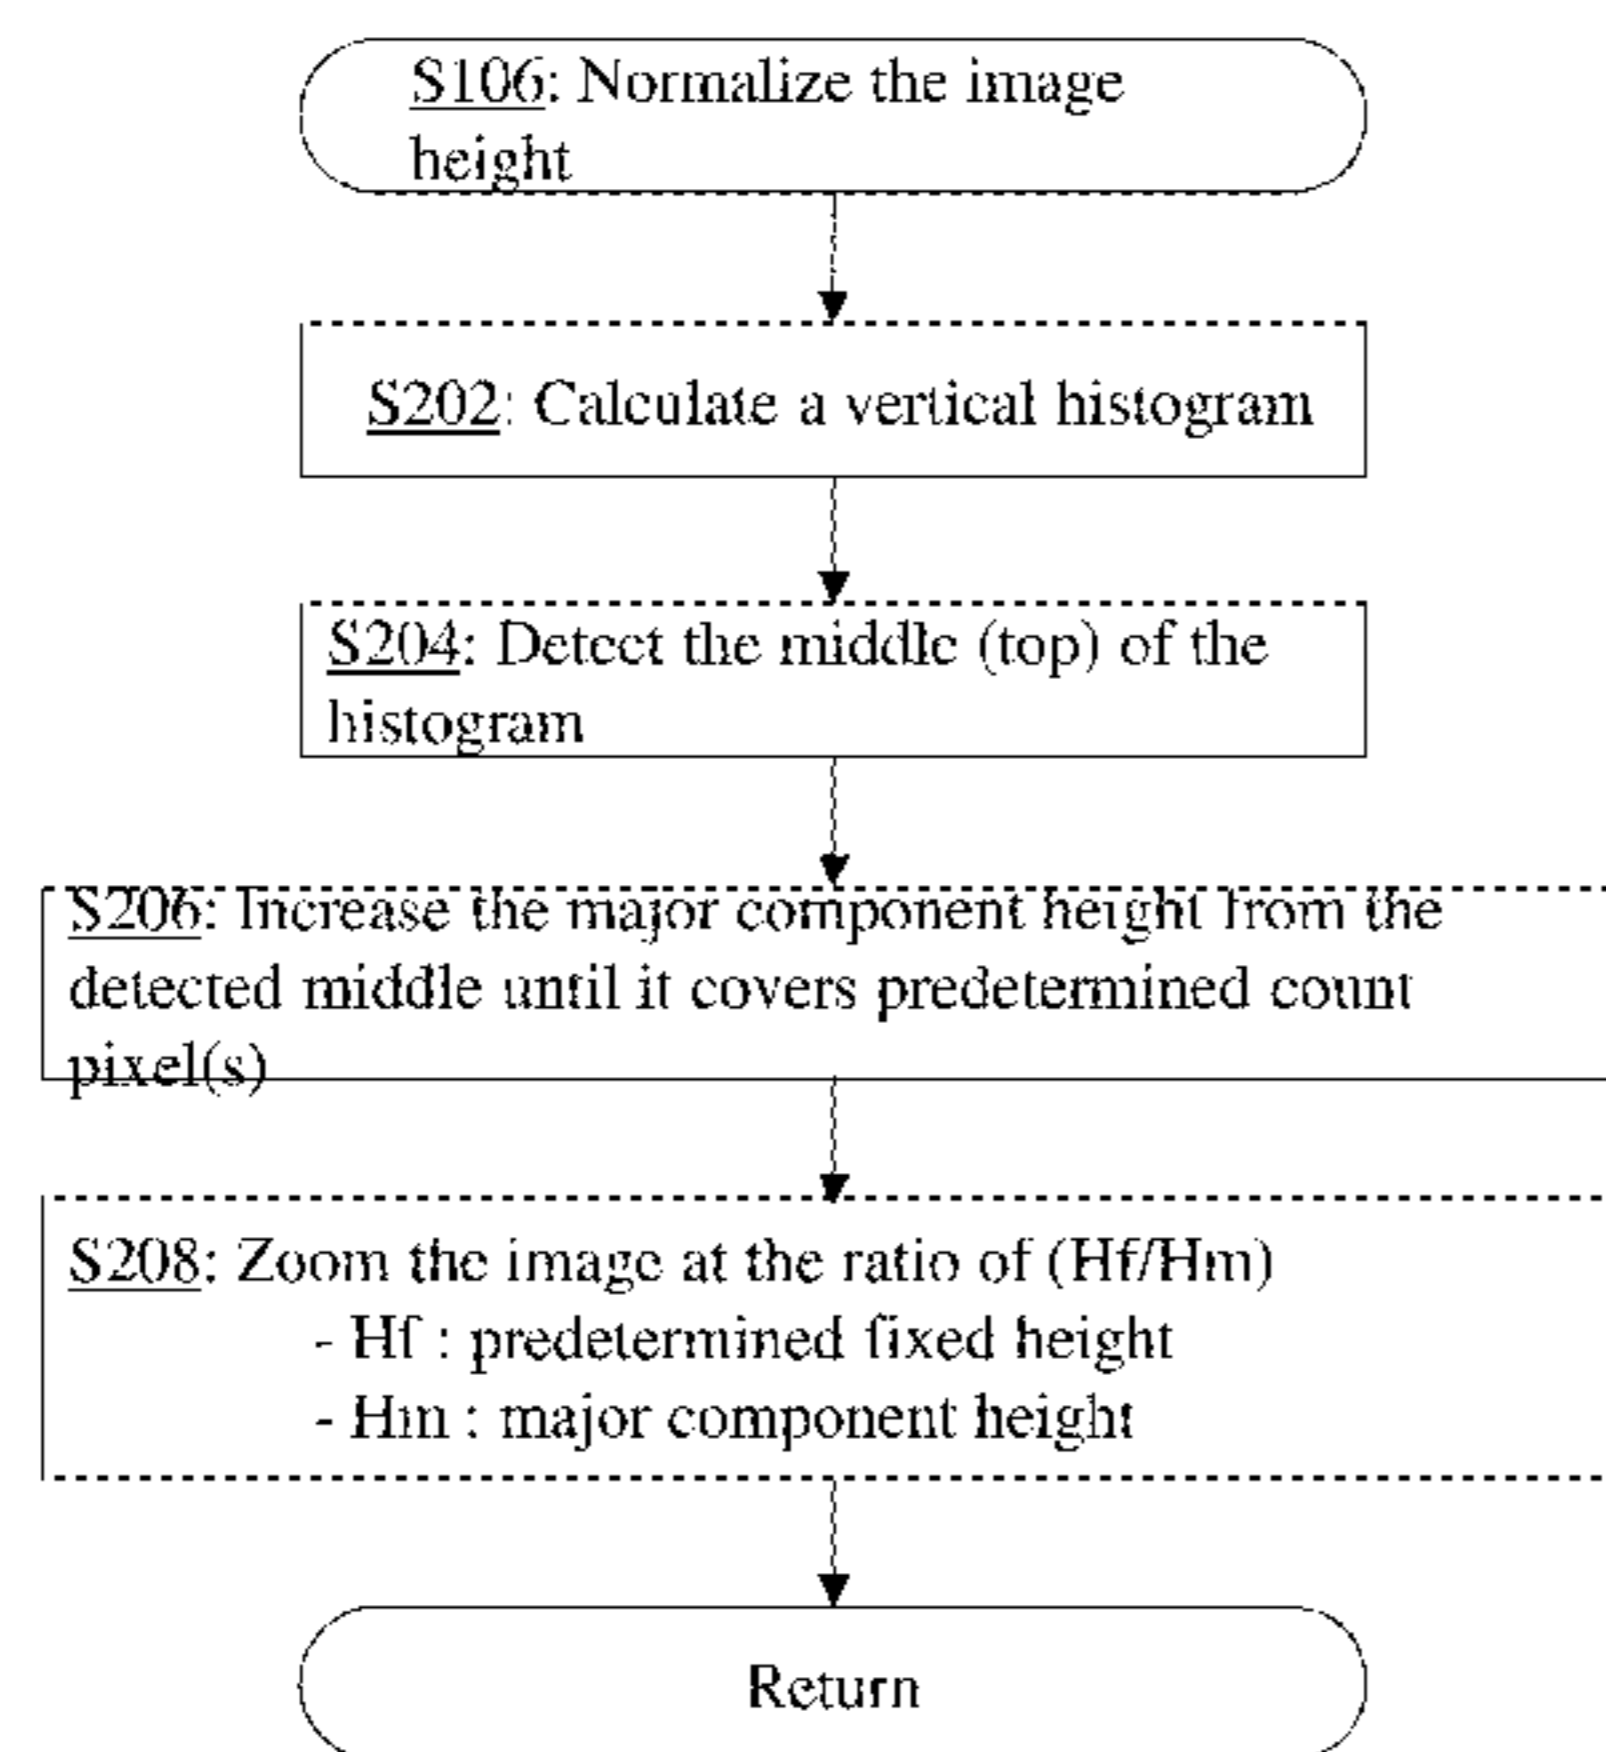 S106: Normalize the image
height
S202: Calculate a vertical histogram
S204: Detect the middle (top) of the
histogram
S206: Increase the major component height from the
detected middle until it covers predetermined count
pixel(s)
S208: Zoom the image at the ratio of (Hf/Hm)
- Hf : predetermined fixed height
- Hm : major component height
Return